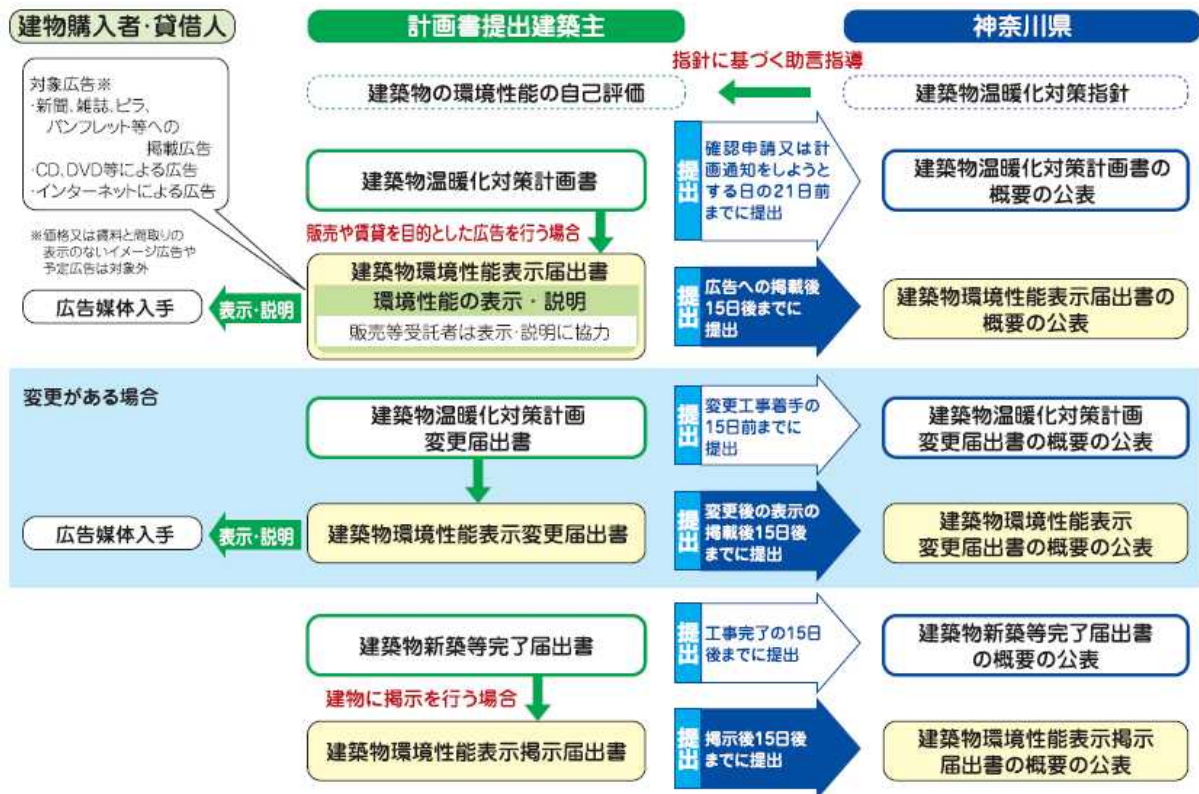 建物購入者・貸借人
計画書提出建築主
神奈川県
指針に基づく助言指導
建築物の環境性能の自己評価
建築物温暖化対策指針
対象広告※
・新聞、雑誌、ビラ、
パンフレット等への
掲載広告
・CD、DVD等による広告
・インターネットによる広告
※価格又は賃料と間取りの
表示のないイメージ広告や
予定広告は対象外
建築物温暖化対策計画書
提出
確認申請又は計
画通知をしようと
する日の21日前
までに提出
建築物温暖化対策計画書の
概要の公表
販売や賃貸を目的とした広告を行う場合
広告媒体入手
表示・説明
建築物環境性能表示届出書
環境性能の表示・説明
販売等受託者は表示・説明に協力
提出
広告への掲載後
15日後までに
提出
建築物環境性能表示届出書の
概要の公表
変更がある場合
建築物温暖化対策計画
変更届出書
提出
変更工事着手の
15日前までに
提出
建築物温暖化対策計画
変更届出書の概要の公表
広告媒体入手
表示・説明
建築物環境性能表示変更届出書
提出
変更後の表示の
掲載後15日後
までに提出
建築物環境性能表示
変更届出書の概要の公表
建築物新築等完了届出書
提出
工事完了の15日
後までに提出
建築物新築等完了届出書
の概要の公表
建物に掲示を行う場合
建築物環境性能表示掲示届出書
提出
掲示後15日後
までに提出
建築物環境性能表示掲示
届出書の概要の公表